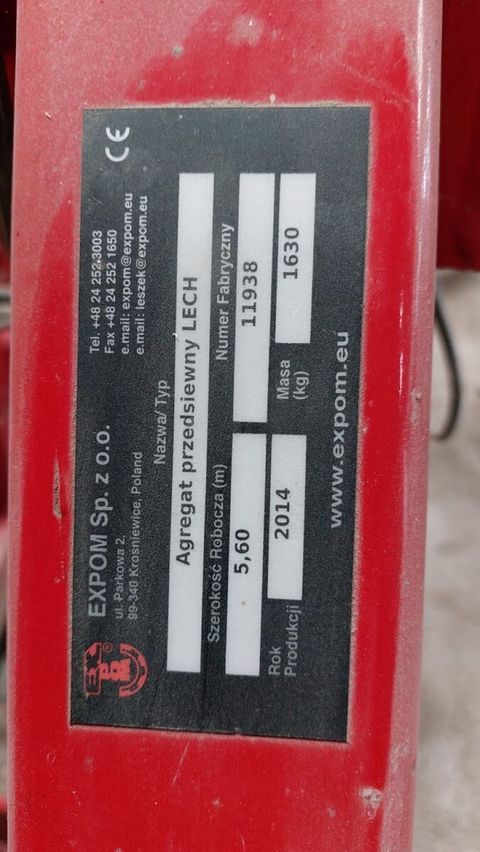 EXPOM Sp. z o.o.
ul. Parkowa 2,
99-340 Krośniewice, Poland
Tel. +48 24 252 3003
Fax +48 24 252 1650
e.mail: expom@expom.eu
e.mail: leszek@expom.eu
CE
Nazwa/ Typ
Agregat przedsiewny LECH
Szerokość Robocza (m)
5,60
Numer Fabryczny
11938
Rok
Produkcji
2014
Masa
(kg)
1630
www.expom.eu